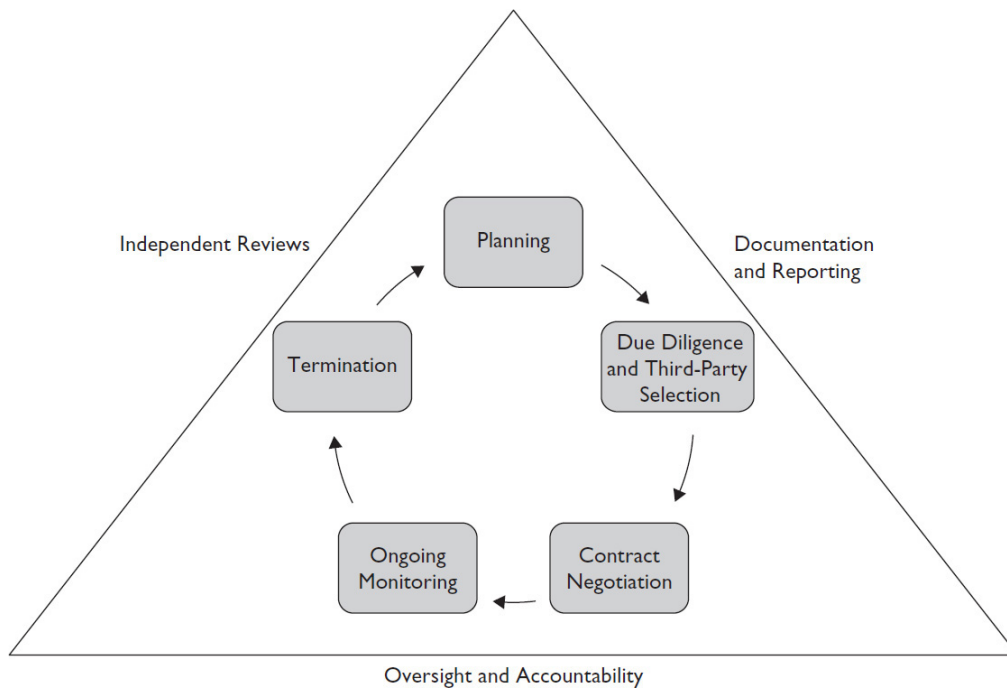 Planning
Independent Reviews
Documentation
and Reporting
Termination
Due Diligence
and Third-Party
Selection
Ongoing
Monitoring
Contract
Negotiation
Oversight and Accountability